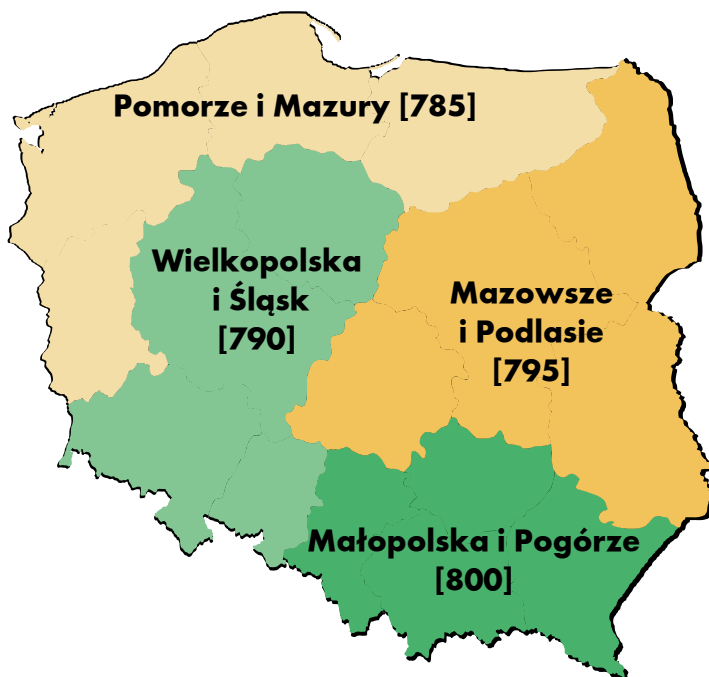 Pomorze i Mazury [785]
Wielkopolska
i Śląsk
[790]
Mazowsze
i Podlasie
[795]
Małopolska i Pogórze
[800]